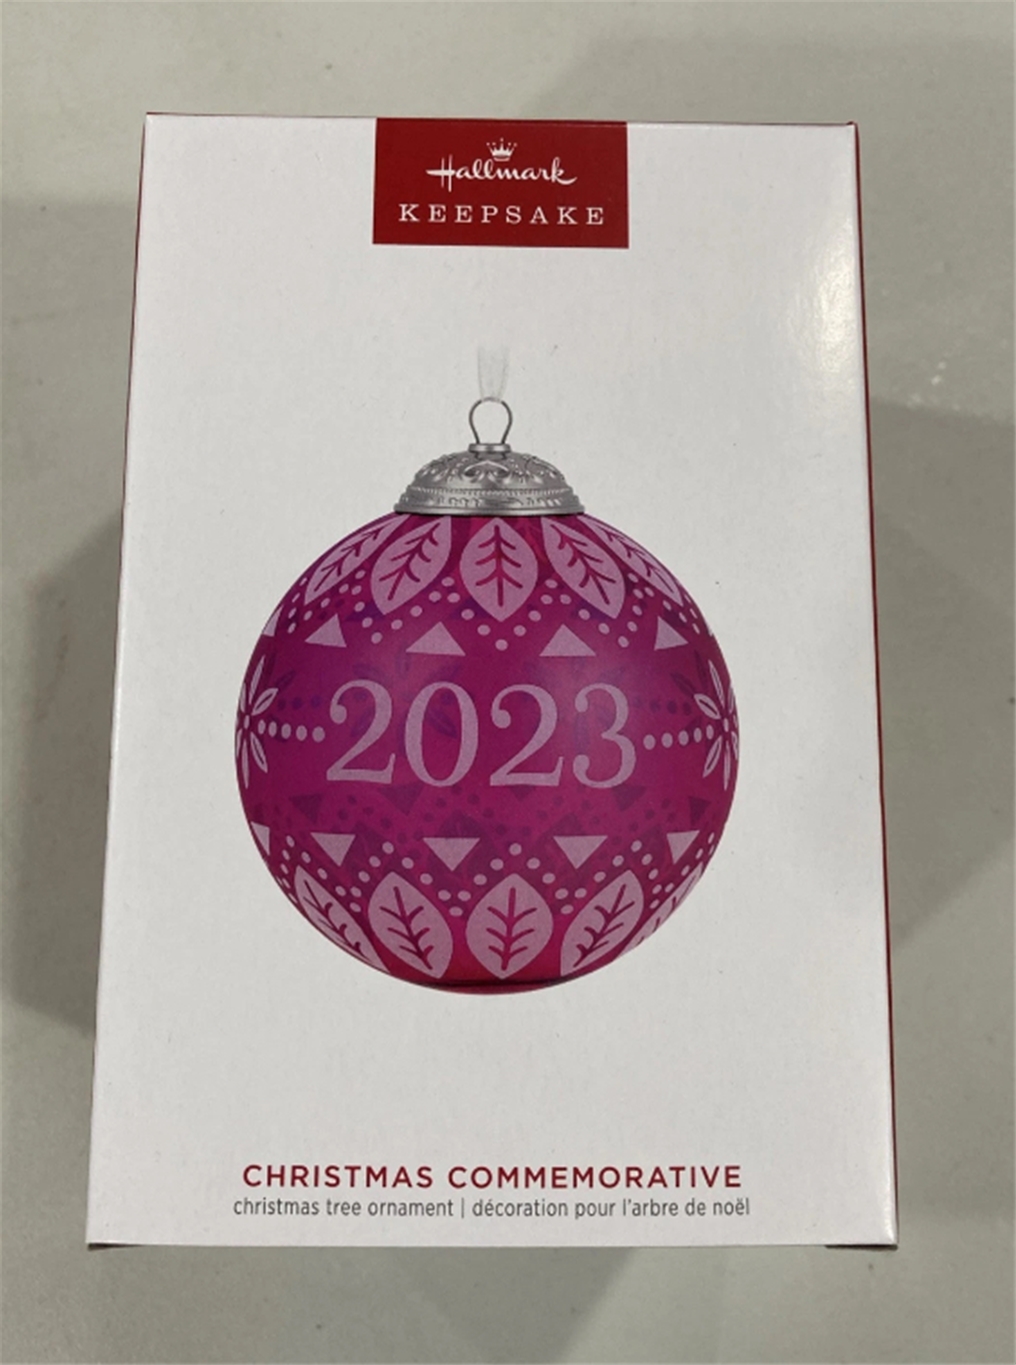 Hallmark
KEEPSAKE
2023
CHRISTMAS COMMEMORATIVE
christmas tree ornament | décoration pour l'arbre de noël